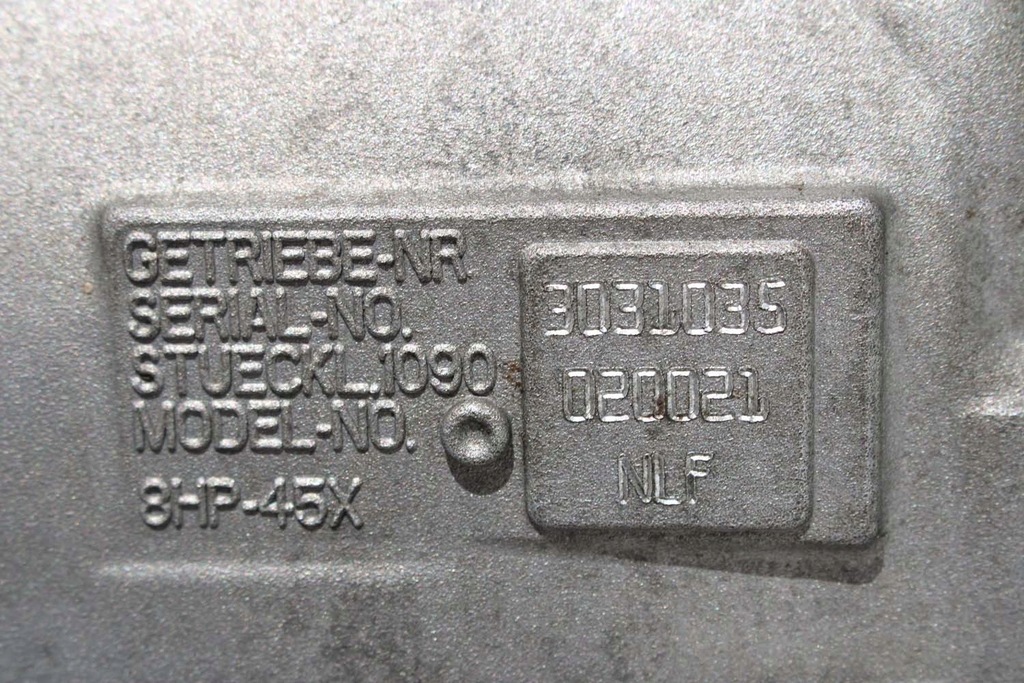 GETRIEBE-NR
SERIAL-NO.
STUECKL.1090
MODEL-NO.
8HP-45X
3031035
020021
NLF